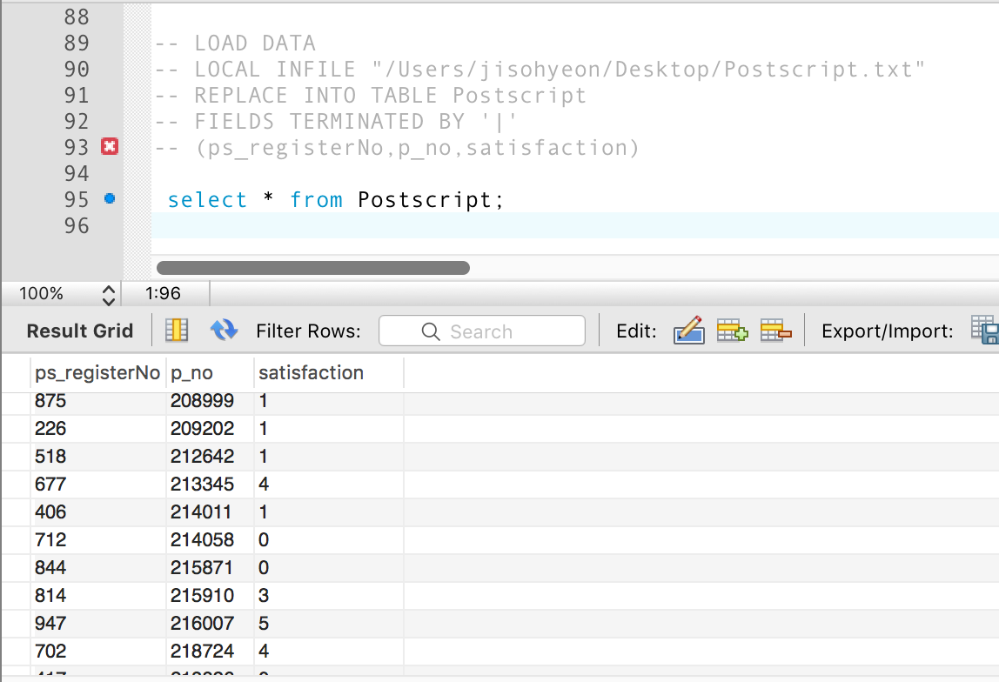 88
89 -- LOAD DATA
90 -- LOCAL INFILE "/Users/jisohyeon/Desktop/Postscript.txt"
91 -- REPLACE INTO TABLE Postscript
92 -- FIELDS TERMINATED BY '|'
93 -- (ps_registerNo,p_no,satisfaction)
94
95 select * from Postscript;
96
100% 1:96
Result Grid Filter Rows: Search Edit: Export/Import:
ps_registerNo p_no satisfaction
875 208999 1
226 209202 1
518 212642 1
677 213345 4
406 214011 1
712 214058 0
844 215871 0
814 215910 3
947 216007 5
702 218724 4